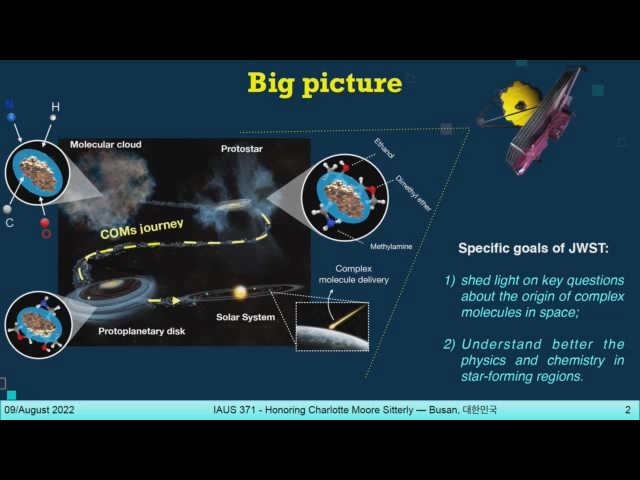 Big picture
N
H
C
O
Molecular cloud
Protostar
Ethanol
Dimethyl ether
Methylamine
COMs journey
Complex
molecule delivery
Solar System
Protoplanetary disk
Specific goals of JWST:
1) shed light on key questions
about the origin of complex
molecules in space;
2) Understand better the
physics and chemistry in
star-forming regions.
09/August 2022
IAUS 371 - Honoring Charlotte Moore Sitterly — Busan, 대한민국
2